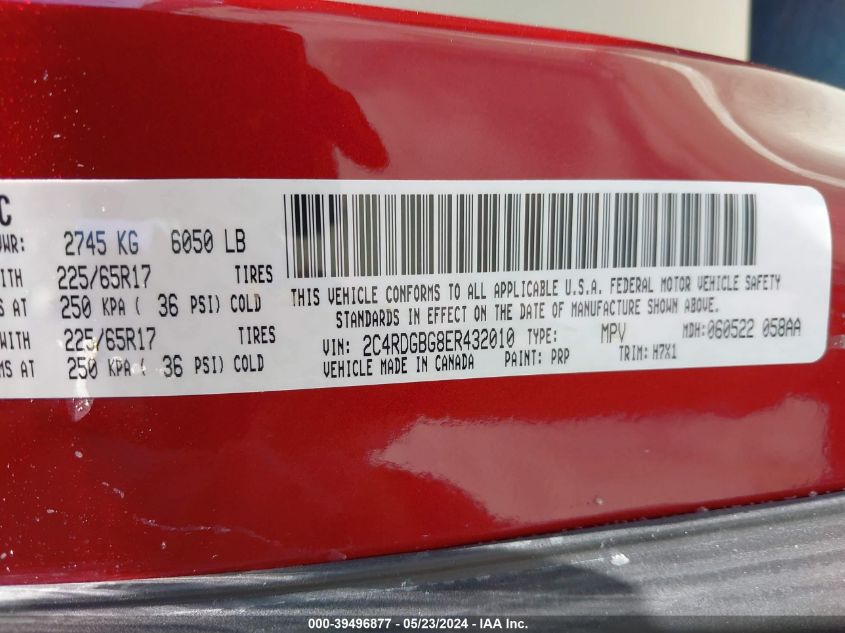 C
WR: 2745 KG 6050 LB
WITH 225/65R17 TIRES
MS AT 250 KPA ( 36 PSI) COLD
WITH 225/65R17 TIRES
MS AT 250 KPA ( 36 PSI) COLD
THIS VEHICLE CONFORMS TO ALL APPLICABLE U.S.A. FEDERAL MOTOR VEHICLE SAFETY
STANDARDS IN EFFECT ON THE DATE OF MANUFACTURE SHOWN ABOVE.
VIN: 2C4RDGBG8ER432010 TYPE: MPV MDH:060522 058AA
VEHICLE MADE IN CANADA PAINT: PRP TRIM: H7X1
000-39496877 - 05/23/2024 - IAA Inc.